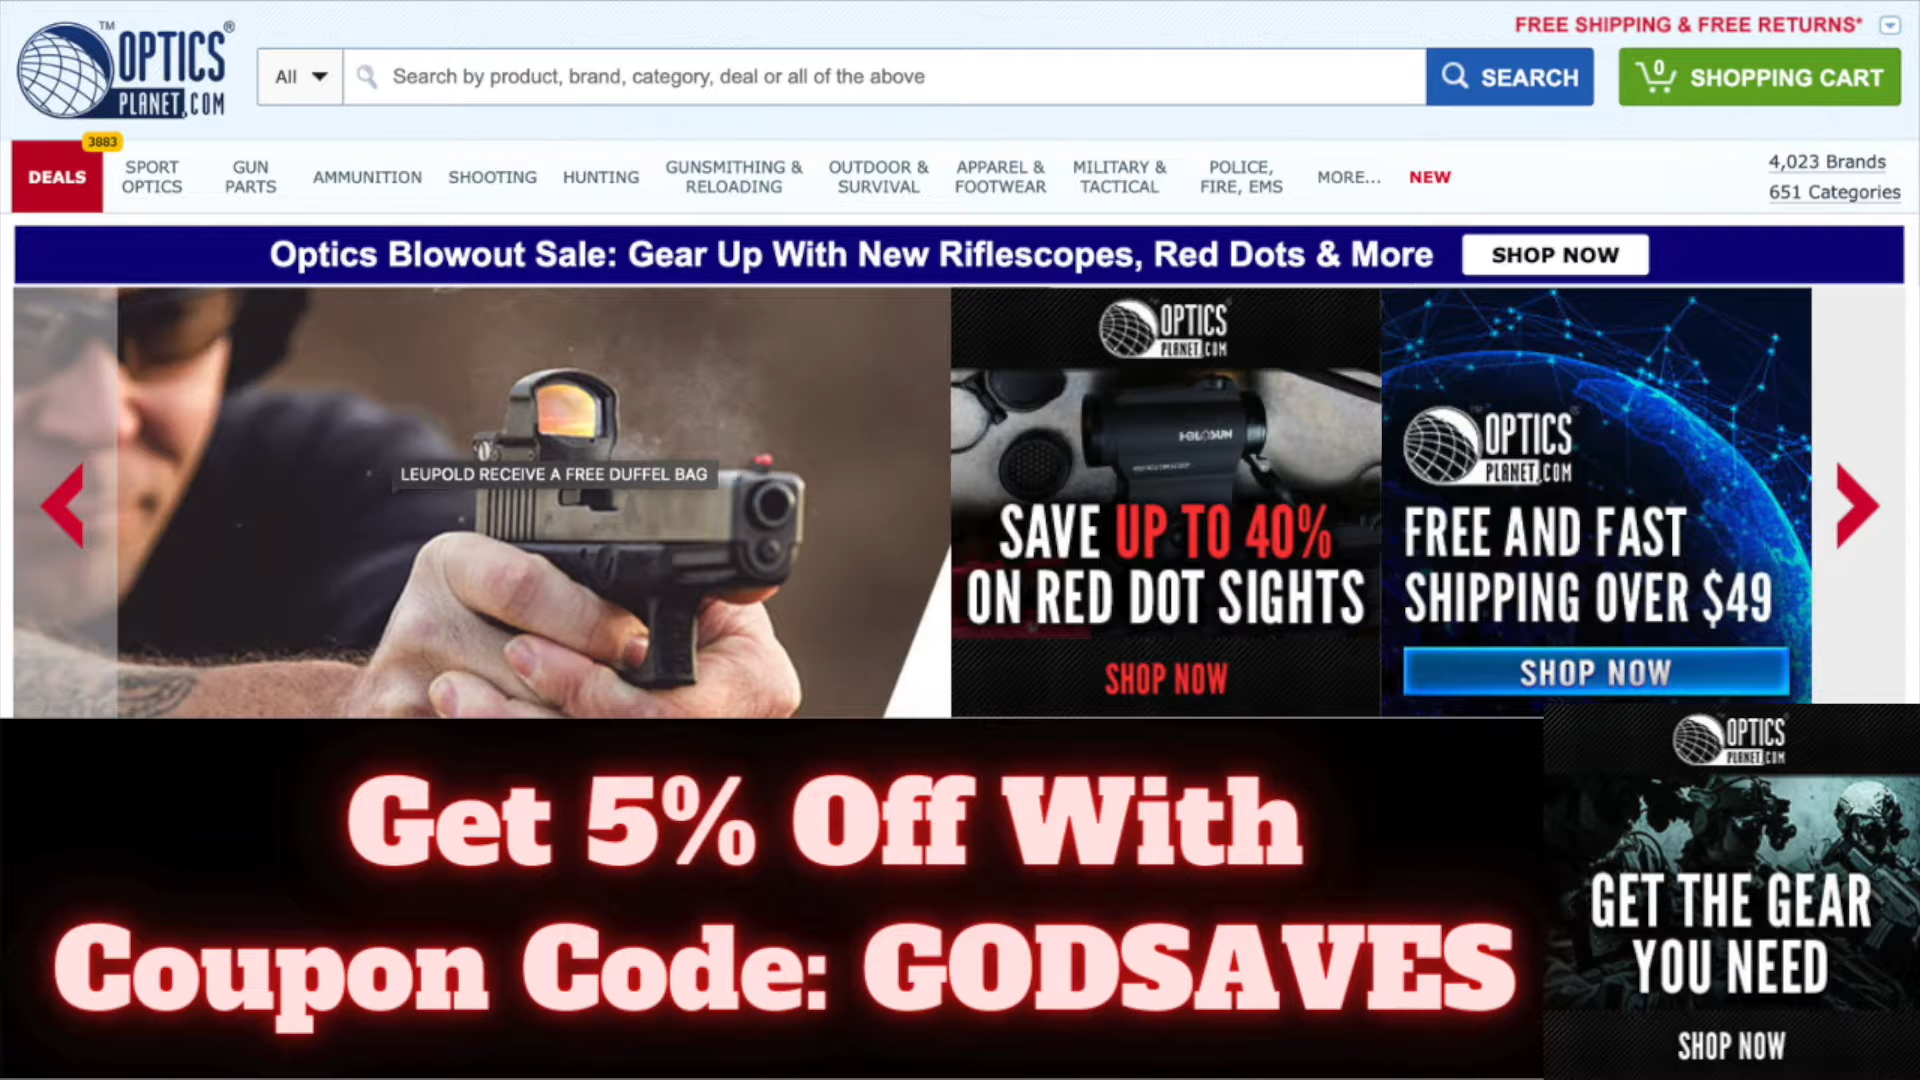 FREE SHIPPING & FREE RETURNS*
™ OPTICS ®
PLANET.COM
All
Search by product, brand, category, deal or all of the above
SEARCH
0
SHOPPING CART
3883
DEALS
SPORT
OPTICS
GUN
PARTS
AMMUNITION
SHOOTING
HUNTING
GUNSMITHING &
RELOADING
OUTDOOR &
SURVIVAL
APPAREL &
FOOTWEAR
MILITARY &
TACTICAL
POLICE,
FIRE, EMS
MORE...
NEW
4,023 Brands
651 Categories
Optics Blowout Sale: Gear Up With New Riflescopes, Red Dots & More
SHOP NOW
LEUPOLD RECEIVE A FREE DUFFEL BAG
OPTICS
PLANET.COM
HOLOSUN
SAVE UP TO 40%
ON RED DOT SIGHTS
SHOP NOW
OPTICS
PLANET.COM
FREE AND FAST
SHIPPING OVER $49
SHOP NOW
Get 5% Off With
Coupon Code: GODSAVES
OPTICS
PLANET.COM
GET THE GEAR
YOU NEED
SHOP NOW